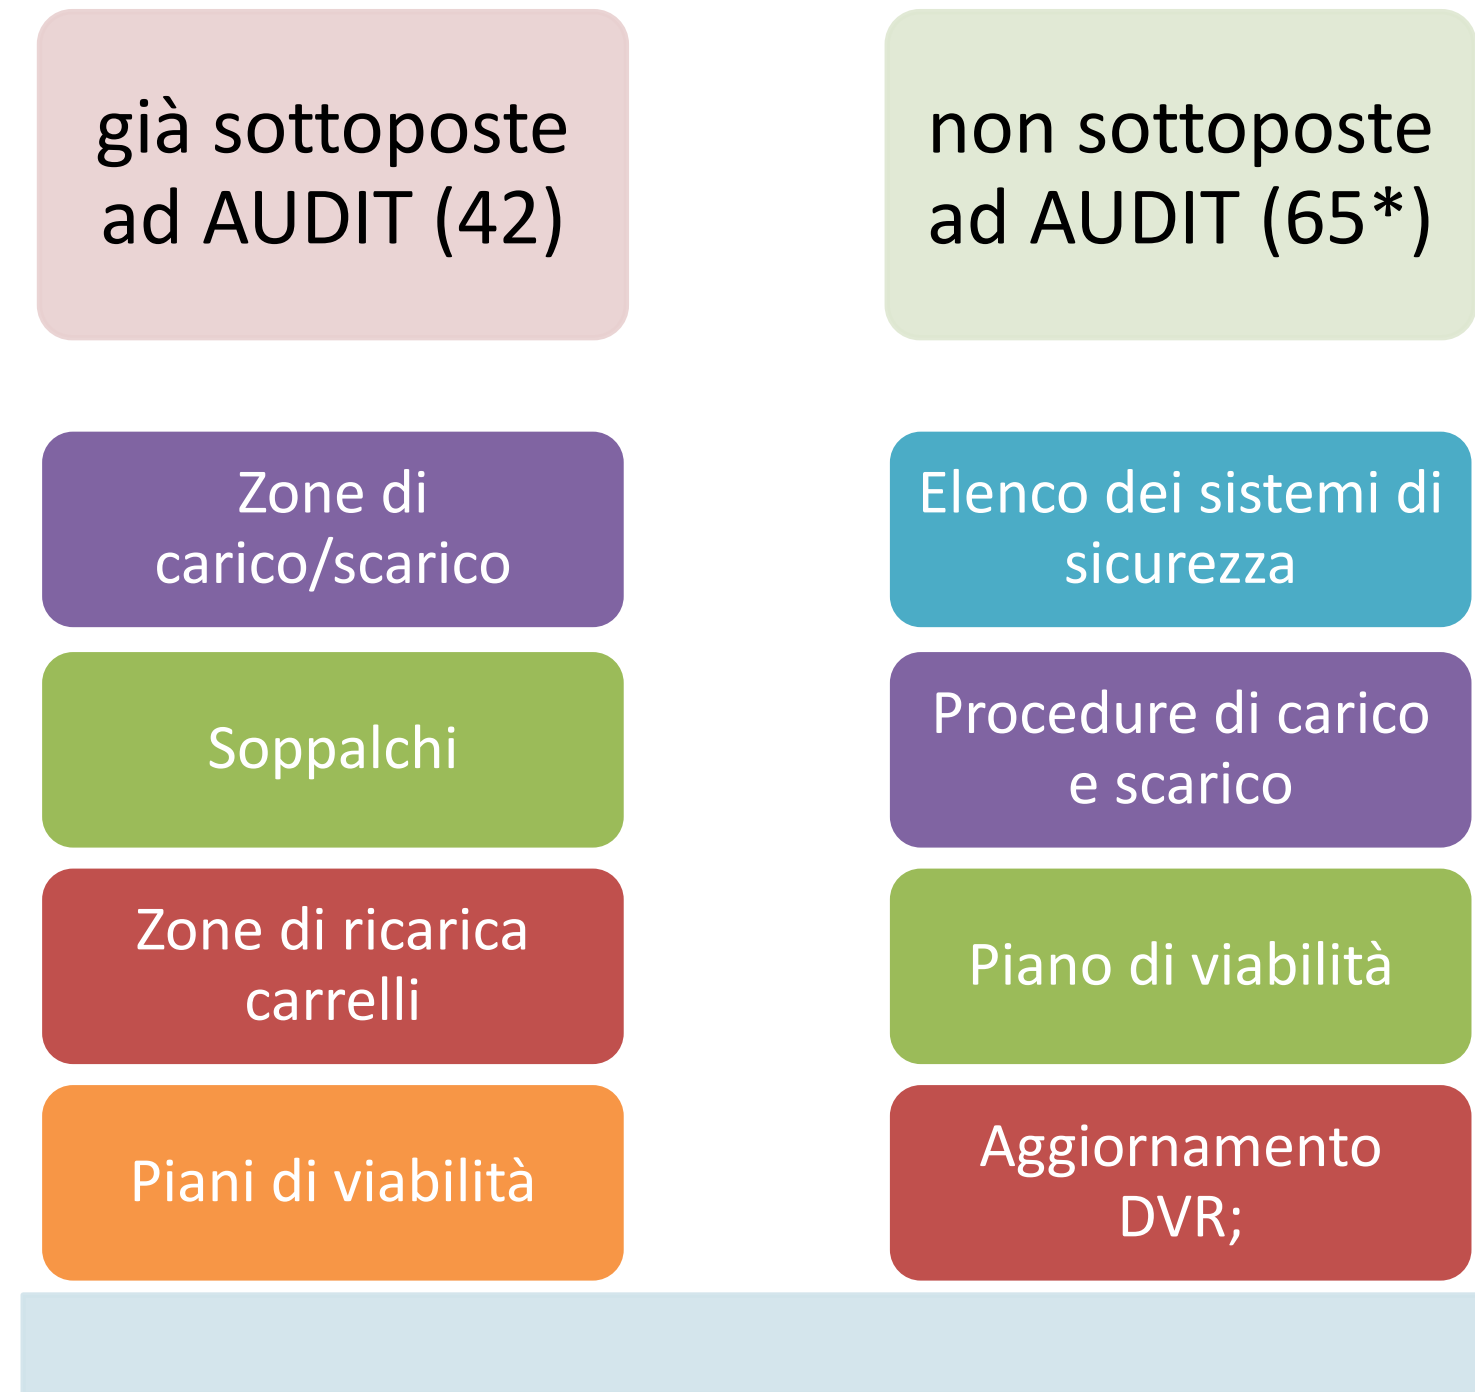 già sottoposte
ad AUDIT (42)
non sottoposte
ad AUDIT (65*)
Zone di
carico/scarico
Soppalchi
Zone di ricarica
carrelli
Piani di viabilità
Elenco dei sistemi di
sicurezza
Procedure di carico
e scarico
Piano di viabilità
Aggiornamento
DVR;